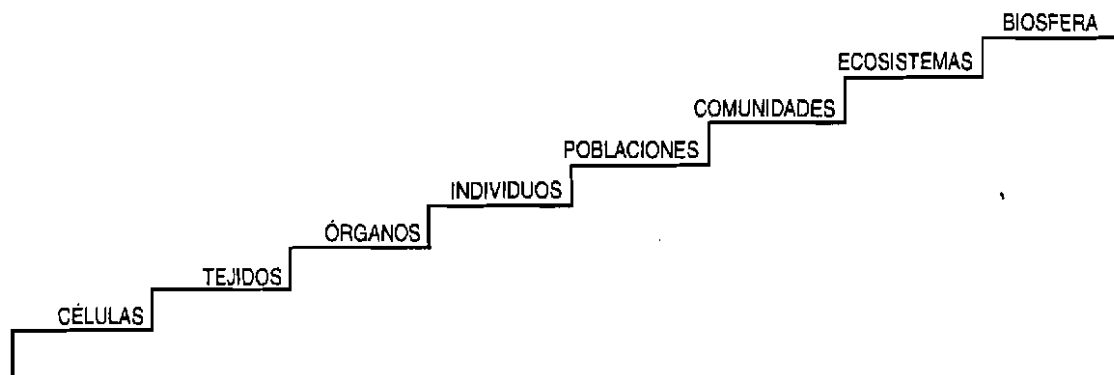 BIOSFERA
ECOSISTEMAS
COMUNIDADES
POBLACIONES
INDIVIDUOS
ÓRGANOS
TEJIDOS
CÉLULAS